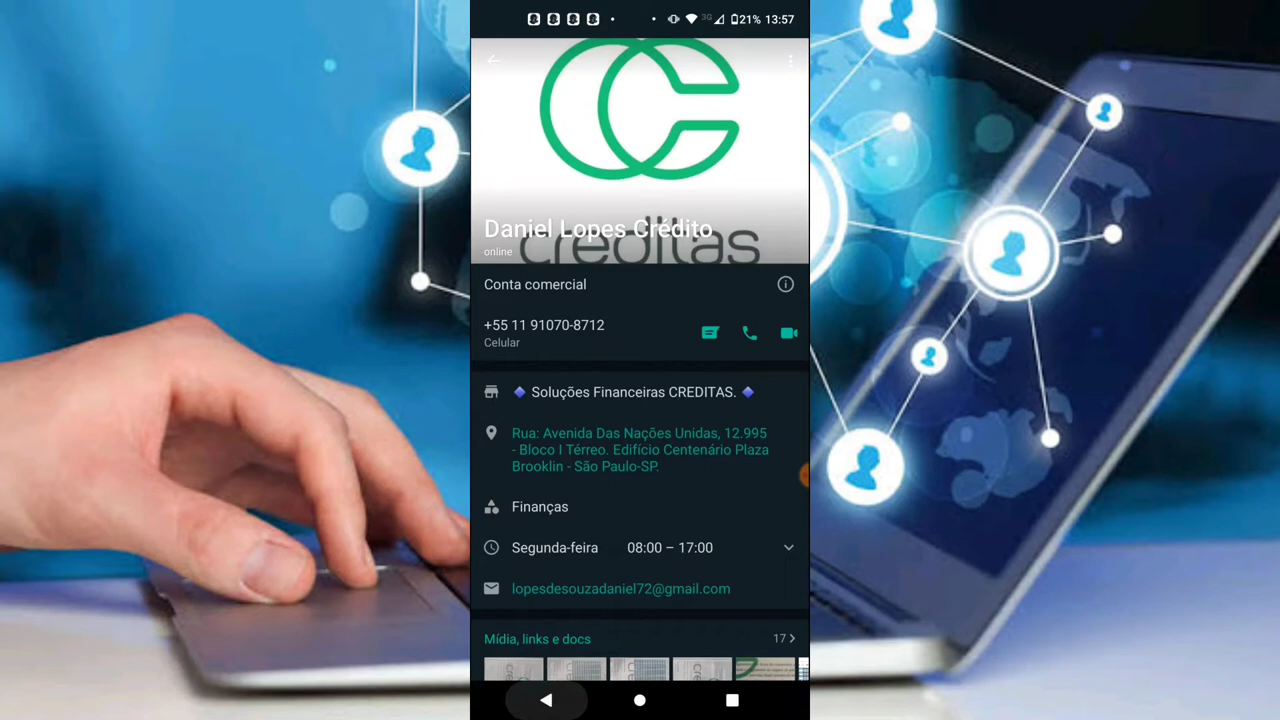 3G 21% 13:57
Daniel Lopes Crédito
creditas
online
Conta comercial
+55 11 91070-8712
Celular
🔷 Soluções Financeiras CREDITAS. 🔷
Rua: Avenida Das Nações Unidas, 12.995
- Bloco I Térreo. Edifício Centenário Plaza
Brooklin - São Paulo-SP.
Finanças
Segunda-feira 08:00 – 17:00
lopesdesouzadaniel72@gmail.com
Mídia, links e docs 17